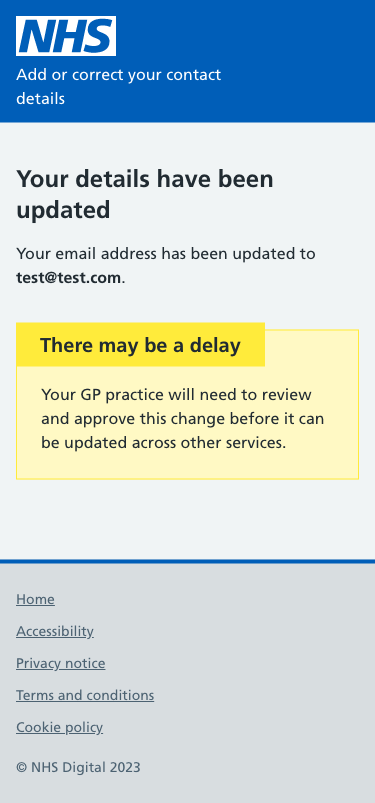 NHS
Add or correct your contact
details
Your details have been
updated
Your email address has been updated to
test@test.com.
There may be a delay
Your GP practice will need to review
and approve this change before it can
be updated across other services.
Home
Accessibility
Privacy notice
Terms and conditions
Cookie policy
© NHS Digital 2023